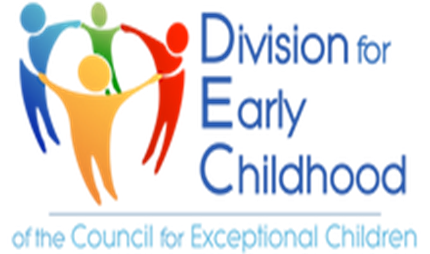 Division for
Early
Childhood
of the Council for Exceptional Children